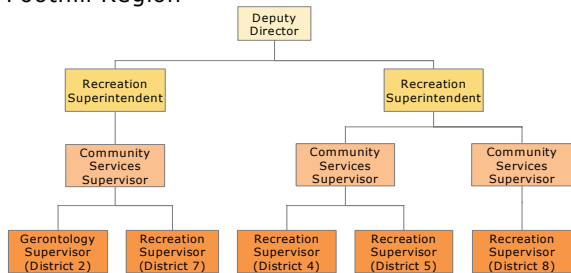 Foothill Region
Deputy
Director
Recreation
Superintendent
Recreation
Superintendent
Community
Services
Supervisor
Community
Services
Supervisor
Community
Services
Supervisor
Gerontology
Supervisor
(District 2)
Recreation
Supervisor
(District 7)
Recreation
Supervisor
(District 4)
Recreation
Supervisor
(District 5)
Recreation
Supervisor
(District 8)